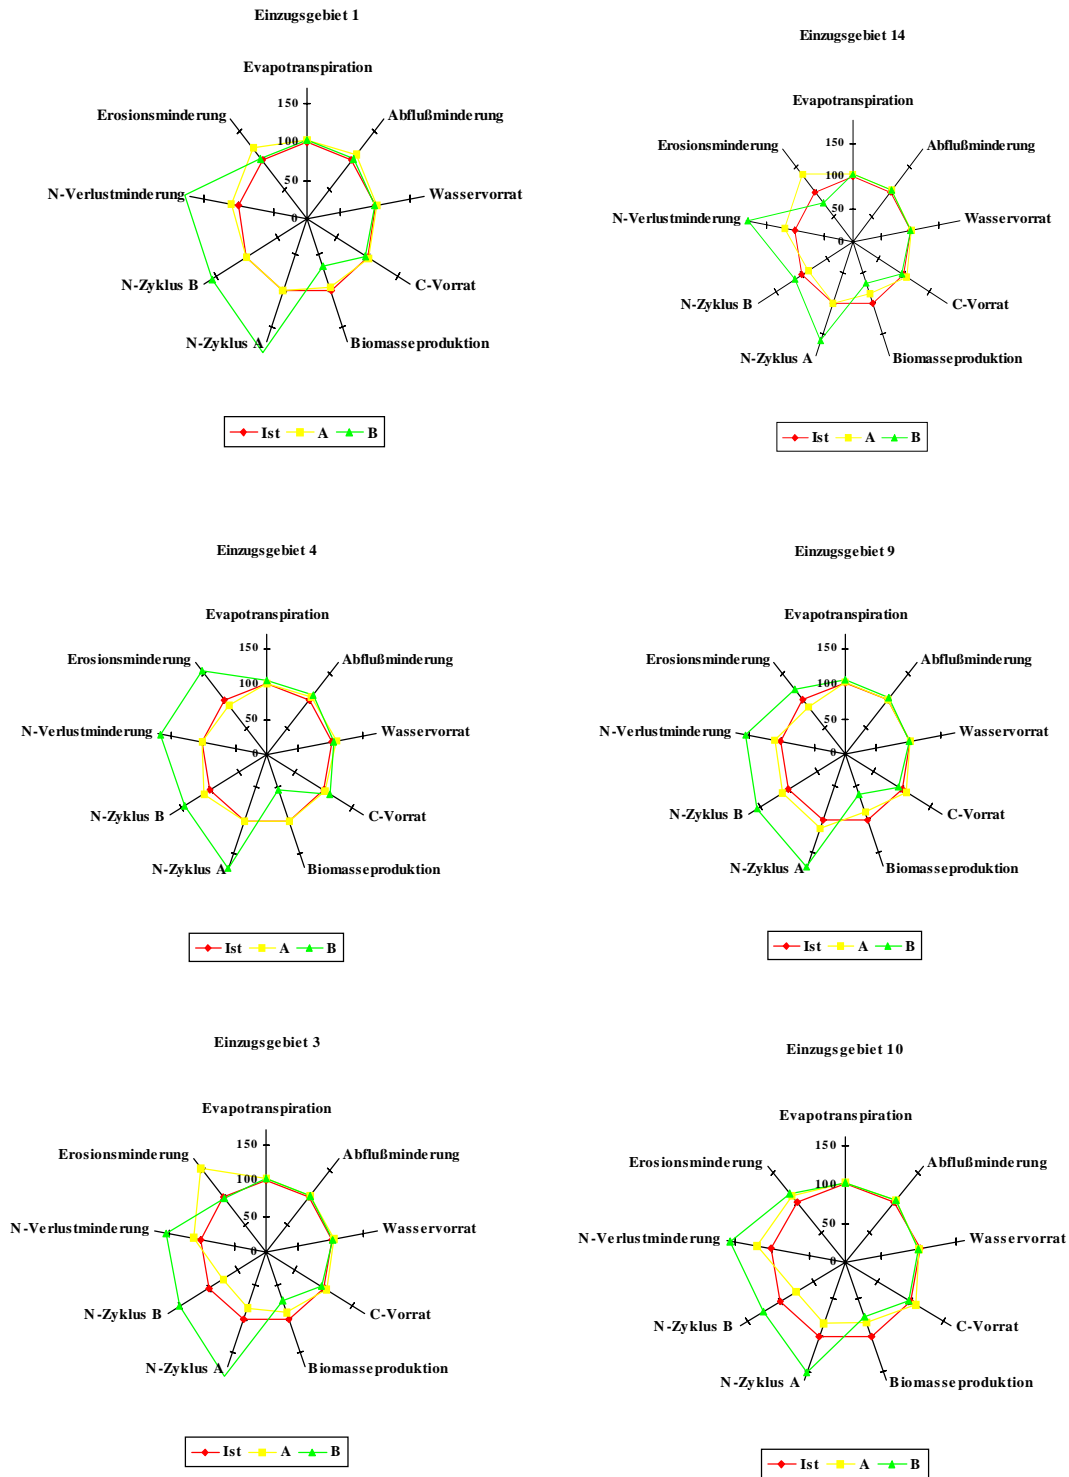 Einzugsgebiet 1
Evapotranspiration
Erosionsminderung
Abflußminderung
150
100
N-Verlustminderung
Wasservorrat
50
0
N-Zyklus B
C-Vorrat
N-Zyklus A
Biomasseproduktion
Ist A B
Einzugsgebiet 14
Evapotranspiration
Erosionsminderung
Abflußminderung
150
100
N-Verlustminderung
Wasservorrat
50
0
N-Zyklus B
C-Vorrat
N-Zyklus A
Biomasseproduktion
Ist A B
Einzugsgebiet 4
Evapotranspiration
Erosionsminderung
Abflußminderung
150
100
N-Verlustminderung
Wasservorrat
50
0
N-Zyklus B
C-Vorrat
N-Zyklus A
Biomasseproduktion
Ist A B
Einzugsgebiet 9
Evapotranspiration
Erosionsminderung
Abflußminderung
150
100
N-Verlustminderung
Wasservorrat
50
0
N-Zyklus B
C-Vorrat
N-Zyklus A
Biomasseproduktion
Ist A B
Einzugsgebiet 3
Evapotranspiration
Erosionsminderung
Abflußminderung
150
100
N-Verlustminderung
Wasservorrat
50
0
N-Zyklus B
C-Vorrat
N-Zyklus A
Biomasseproduktion
Ist A B
Einzugsgebiet 10
Evapotranspiration
Erosionsminderung
Abflußminderung
150
100
N-Verlustminderung
Wasservorrat
50
0
N-Zyklus B
C-Vorrat
N-Zyklus A
Biomasseproduktion
Ist A B